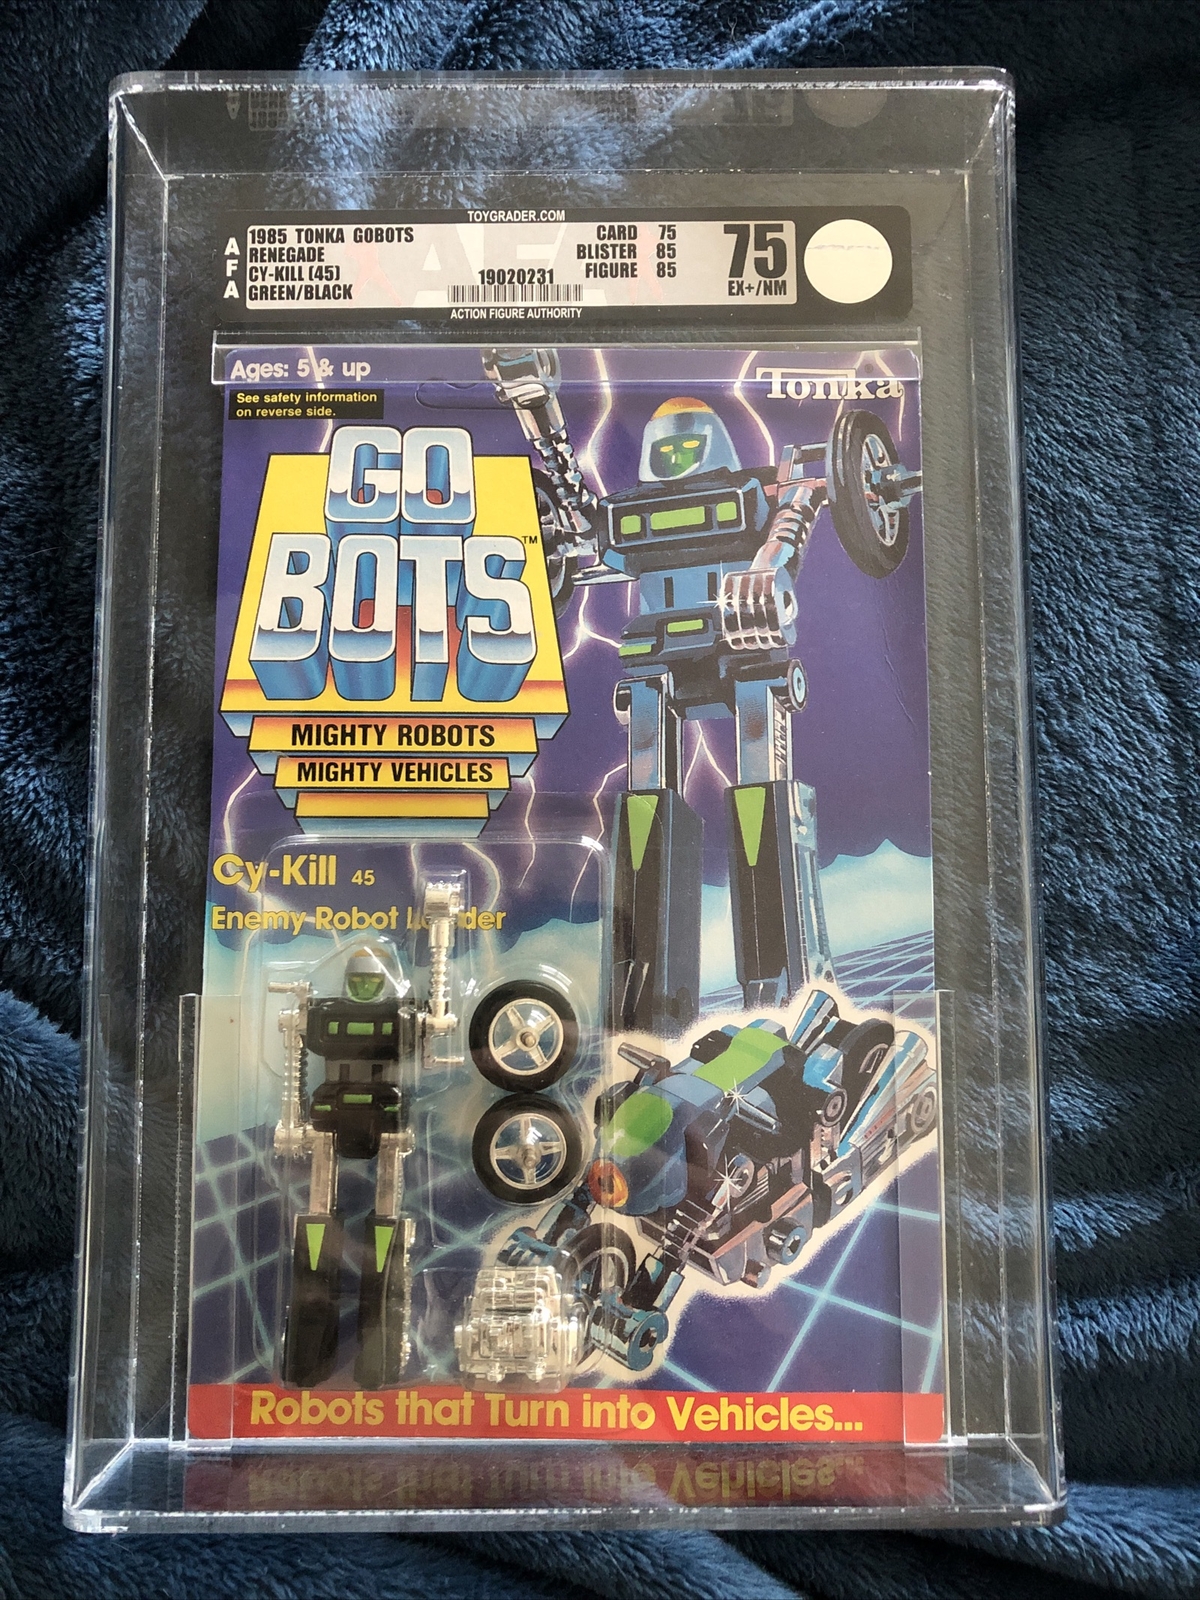 TOYGRADER.COM
AFA
1985 TONKA GOBOTS
RENEGADE
CY-KILL (45)
GREEN/BLACK
CARD 75
BLISTER 85
FIGURE 85
19020231
75
EX+/NM
ACTION FIGURE AUTHORITY
Ages: 5 & up
See safety information
on reverse side.
Tonka
GO
BOTS™
MIGHTY ROBOTS
MIGHTY VEHICLES
Cy-Kill 45
Enemy Robot Leader
Robots that Turn into Vehicles...